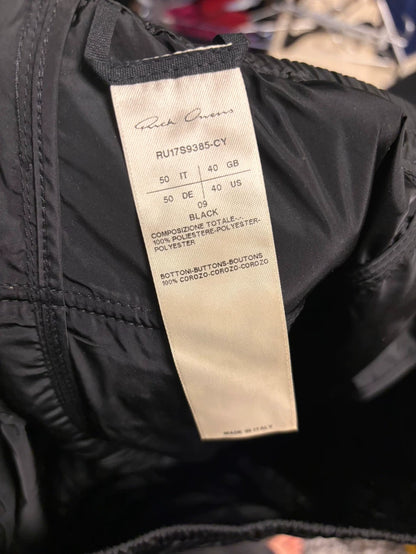 Rick Owens
RU17S9385-CY
50 IT 40 GB
50 DE 40 US
09
BLACK
COMPOSIZIONE TOTALE-.-
100% POLIESTERE-POLYESTER-
POLYESTER
BOTTONI-BUTTONS-BOUTONS
100% COROZO-COROZO-COROZO
MADE IN ITALY